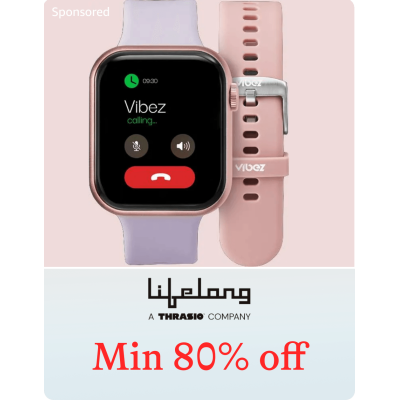 Sponsored
09:30
Vibez
calling...
VIBEZ
VIBEZ
Lifelong
A THRASIO COMPANY
Min 80% off